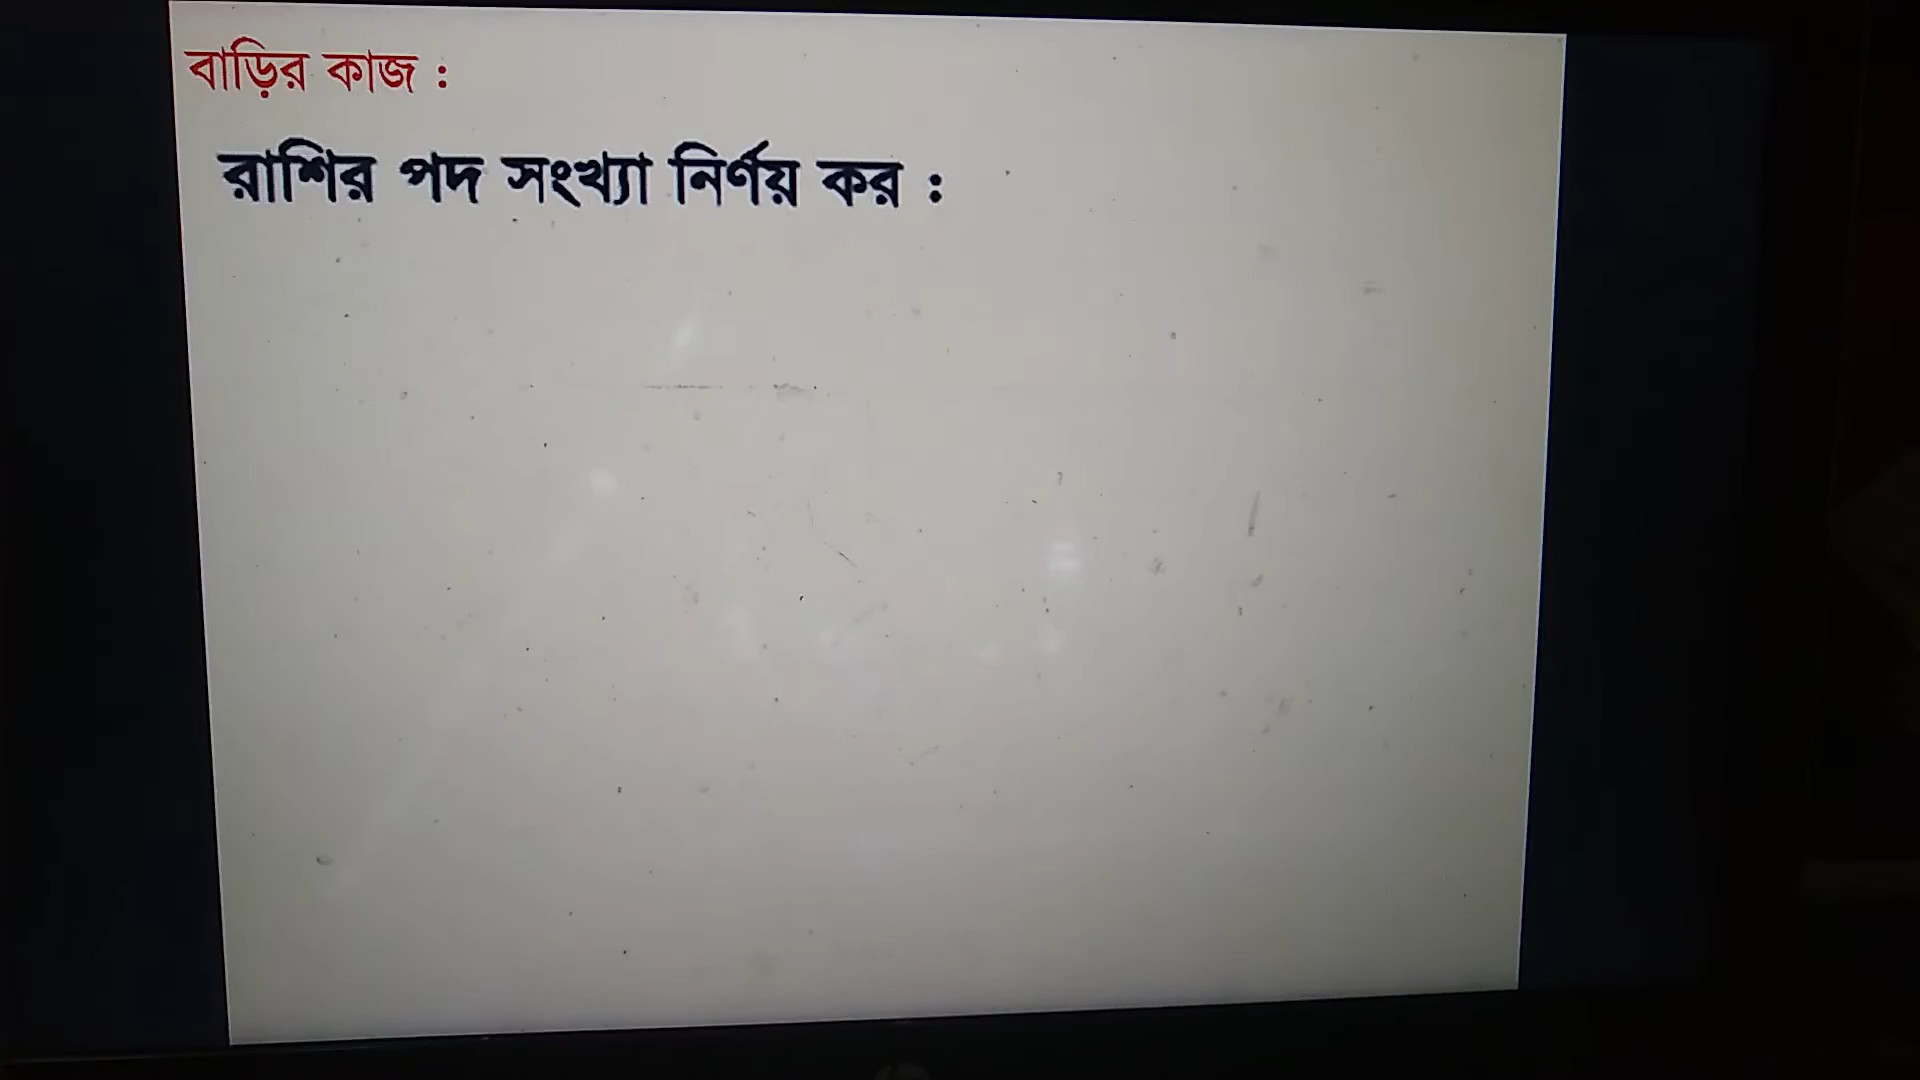 বাড়ির কাজ :
রাশির পদ সংখ্যা নির্ণয় কর :